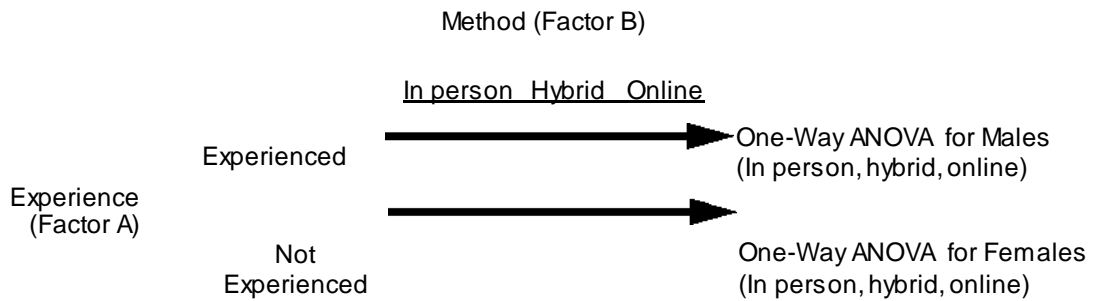 Method (Factor B)
In person Hybrid Online
Experienced
One-Way ANOVA for Males
(In person, hybrid, online)
Experience
(Factor A)
Not
Experienced
One-Way ANOVA for Females
(In person, hybrid, online)